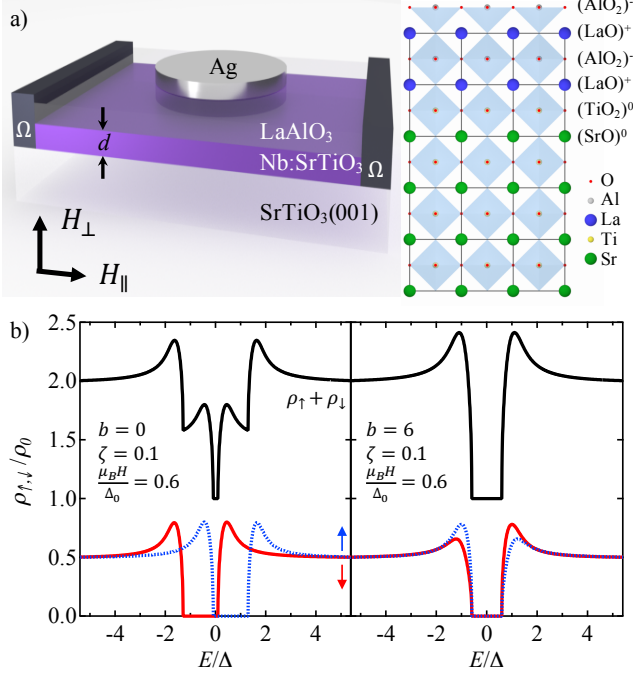 a)
Ag
LaAlO₃
Nb:SrTiO₃
SrTiO₃(001)
Ω
Ω
d
H⊥
H∥
(AlO₂)⁻
(LaO)⁺
(AlO₂)⁻
(LaO)⁺
(TiO₂)⁰
(SrO)⁰
O
Al
La
Ti
Sr
b)
ρ↑,↓/ρ₀
2.5
2.0
1.5
1.0
0.5
0.0
ρ↑ + ρ↓
b = 0
ζ = 0.1
μ_BH/Δ₀ = 0.6
b = 6
ζ = 0.1
μ_BH/Δ₀ = 0.6
-4 -2 0 2 4
-4 -2 0 2 4
E/Δ
E/Δ